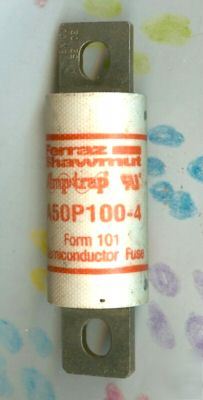 Ferraz
Shawmut
Amptrap
A50P100-4
Form 101
Semiconductor Fuse